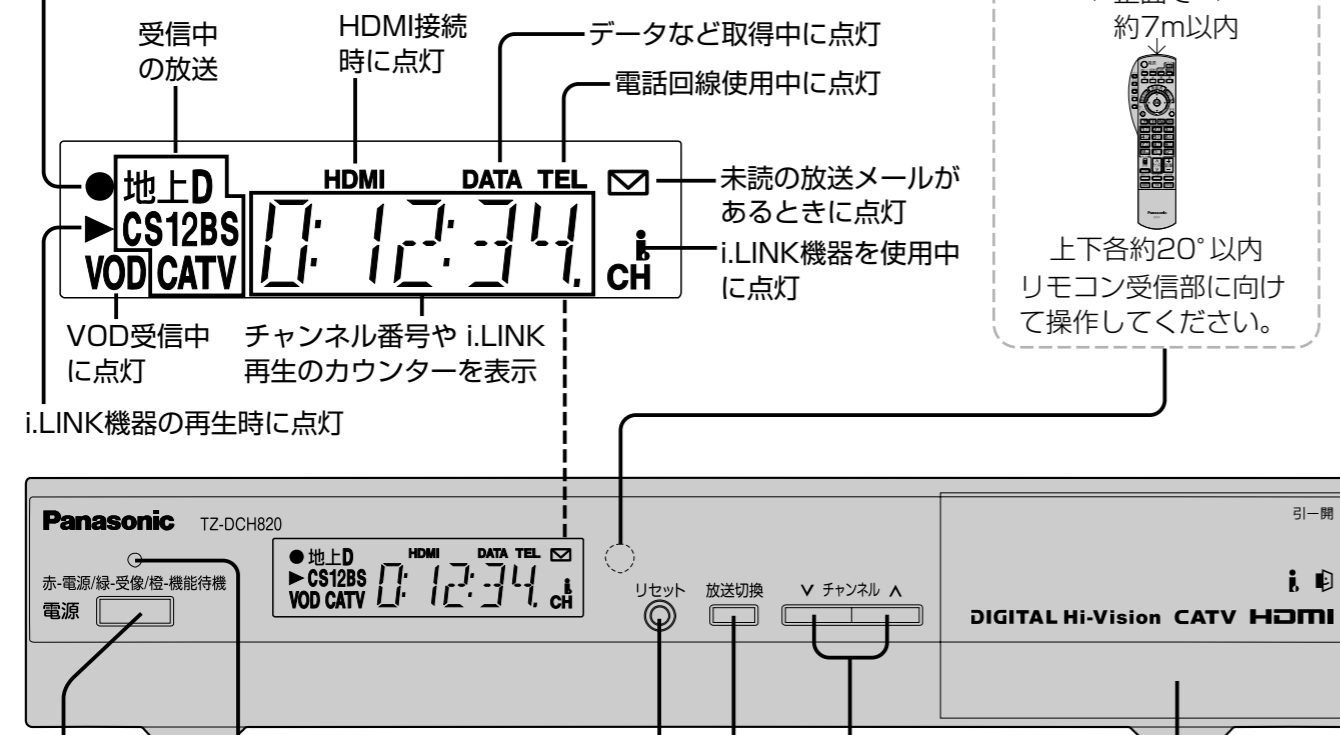 正面で
約7m以内
受信中
の放送
HDMI接続
時に点灯
データなど取得中に点灯
電話回線使用中に点灯
● 地上D HDMI DATA TEL
▶ CS12BS 0:12:34.
VOD CATV CH
未読の放送メールが
あるときに点灯
i.LINK機器を使用中
に点灯
VOD受信中
に点灯
チャンネル番号や i.LINK
再生のカウンターを表示
i.LINK機器の再生時に点灯
Panasonic
上下各約20°以内
リモコン受信部に向け
て操作してください。
Panasonic TZ-DCH820
引－開
赤-電源/緑-受像/橙-機能待機
電源
● 地上D HDMI DATA TEL
▶ CS12BS 0:12:34.
VOD CATV CH
リセット 放送切換 ∨ チャンネル ∧
DIGITAL Hi-Vision CATV HDMI